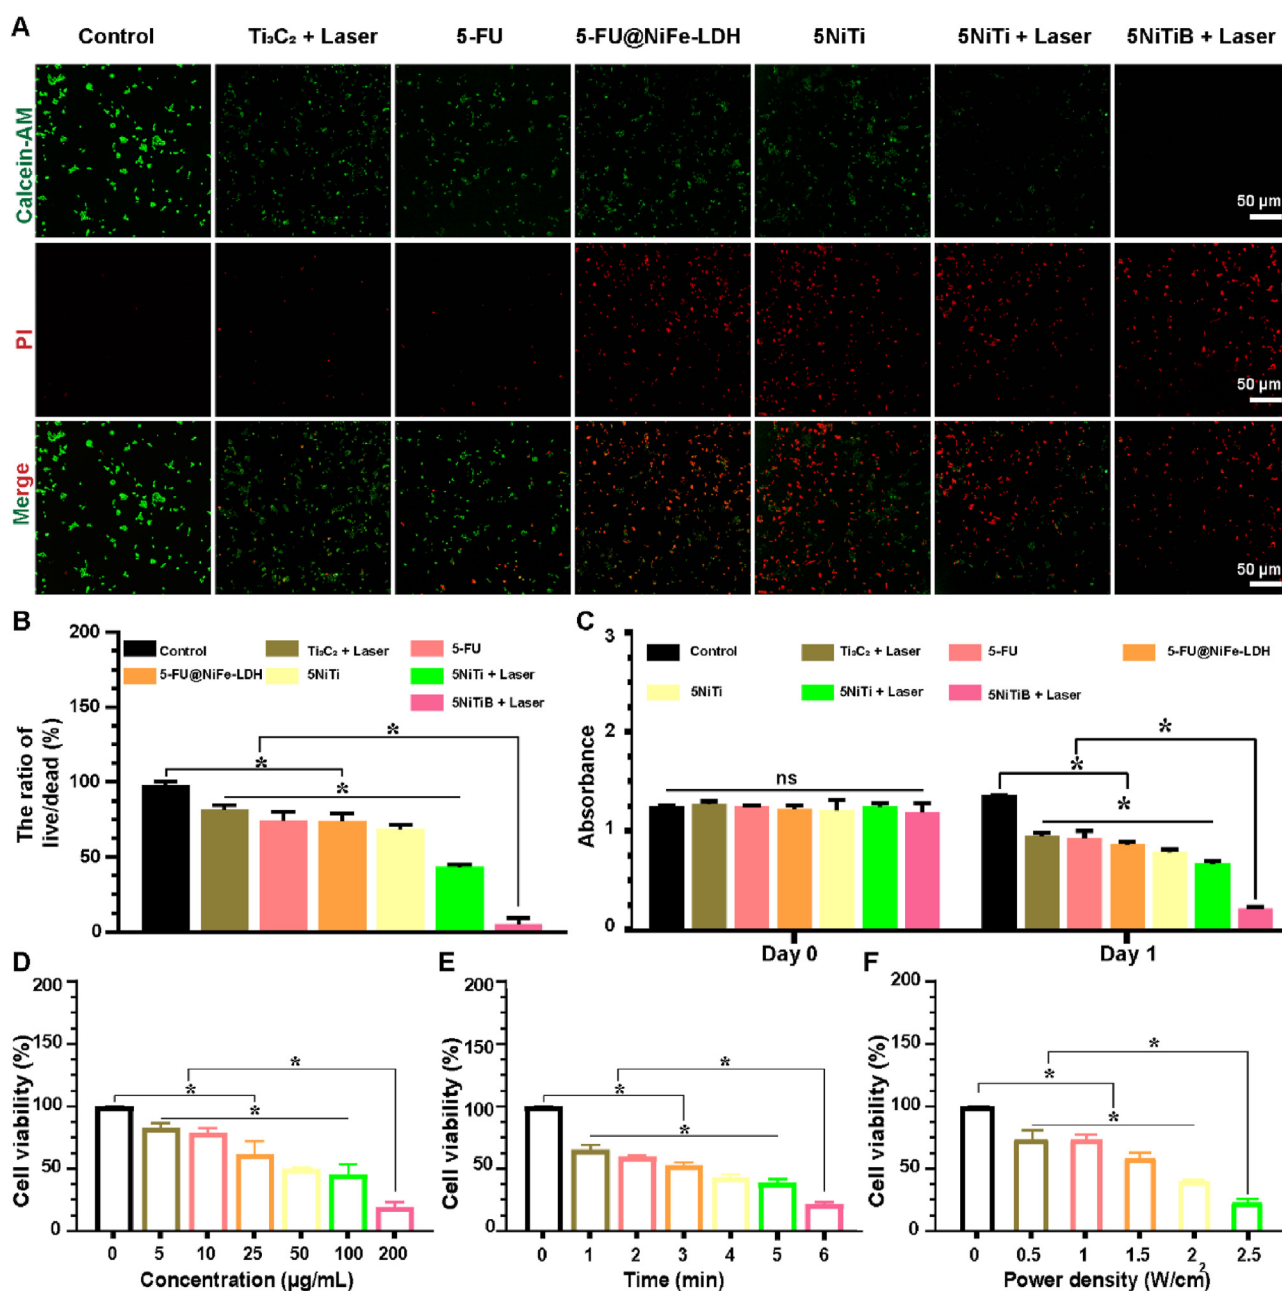 A
Control Ti₃C₂ + Laser 5-FU 5-FU@NiFe-LDH 5NiTi 5NiTi + Laser 5NiTiB + Laser
Calcein-AM
50 μm
PI
50 μm
Merge
50 μm
B
The ratio of
live/dead (%)
200
150
100
50
0
Control Ti₃C₂ + Laser 5-FU
5-FU@NiFe-LDH 5NiTi 5NiTi + Laser
5NiTiB + Laser
*
*
*
C
Absorbance
3
2
1
0
Control Ti₃C₂ + Laser 5-FU 5-FU@NiFe-LDH
5NiTi 5NiTi + Laser 5NiTiB + Laser
ns
*
*
*
Day 0 Day 1
D
Cell viability (%)
200
150
100
50
0
*
*
*
0 5 10 25 50 100 200
Concentration (μg/mL)
E
Cell viability (%)
200
150
100
50
0
*
*
*
0 1 2 3 4 5 6
Time (min)
F
Cell viability (%)
200
150
100
50
0
*
*
*
0 0.5 1 1.5 2 2.5
Power density (W/cm²)